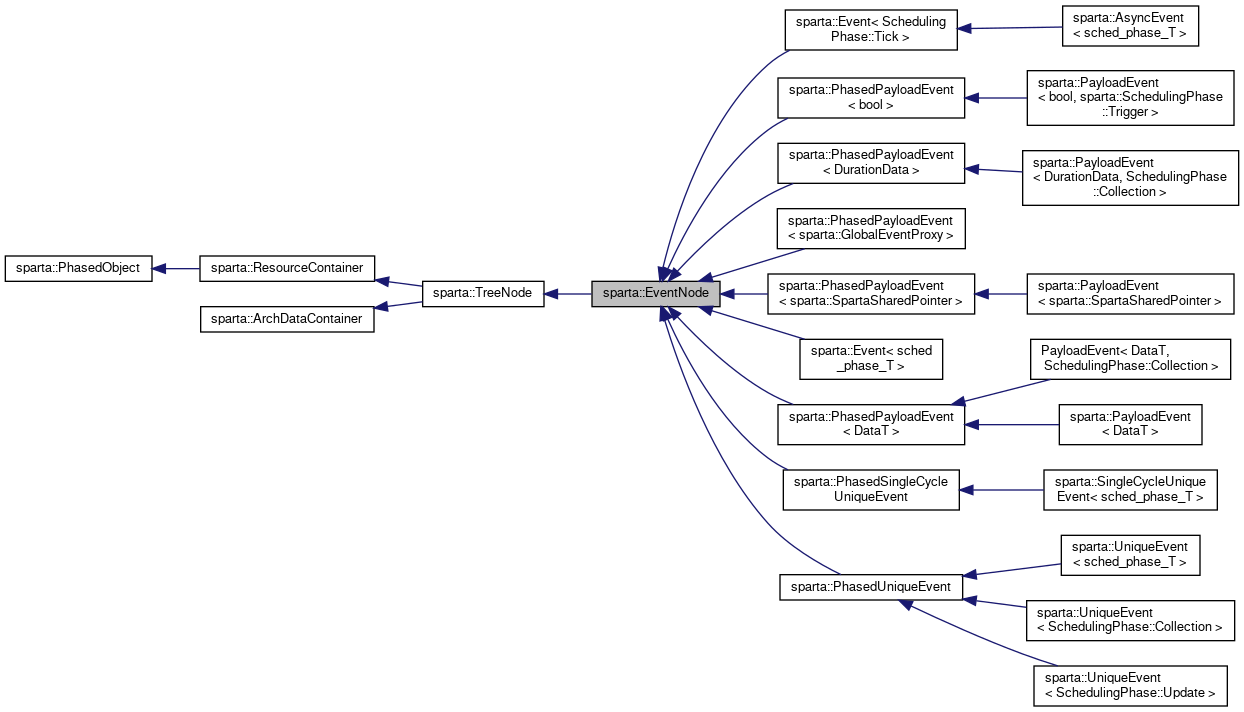 sparta::PhasedObject
sparta::ResourceContainer
sparta::ArchDataContainer
sparta::TreeNode
sparta::EventNode
sparta::Event< Scheduling
Phase::Tick >
sparta::AsyncEvent
< sched_phase_T >
sparta::PhasedPayloadEvent
< bool >
sparta::PayloadEvent
< bool, sparta::SchedulingPhase
::Trigger >
sparta::PhasedPayloadEvent
< DurationData >
sparta::PayloadEvent
< DurationData, SchedulingPhase
::Collection >
sparta::PhasedPayloadEvent
< sparta::GlobalEventProxy >
sparta::PhasedPayloadEvent
< sparta::SpartaSharedPointer >
sparta::PayloadEvent
< sparta::SpartaSharedPointer >
sparta::Event< sched
_phase_T >
sparta::PhasedPayloadEvent
< DataT >
PayloadEvent< DataT,
SchedulingPhase::Collection >
sparta::PayloadEvent
< DataT >
sparta::PhasedSingleCycle
UniqueEvent
sparta::SingleCycleUnique
Event< sched_phase_T >
sparta::PhasedUniqueEvent
sparta::UniqueEvent
< sched_phase_T >
sparta::UniqueEvent
< SchedulingPhase::Collection >
sparta::UniqueEvent
< SchedulingPhase::Update >